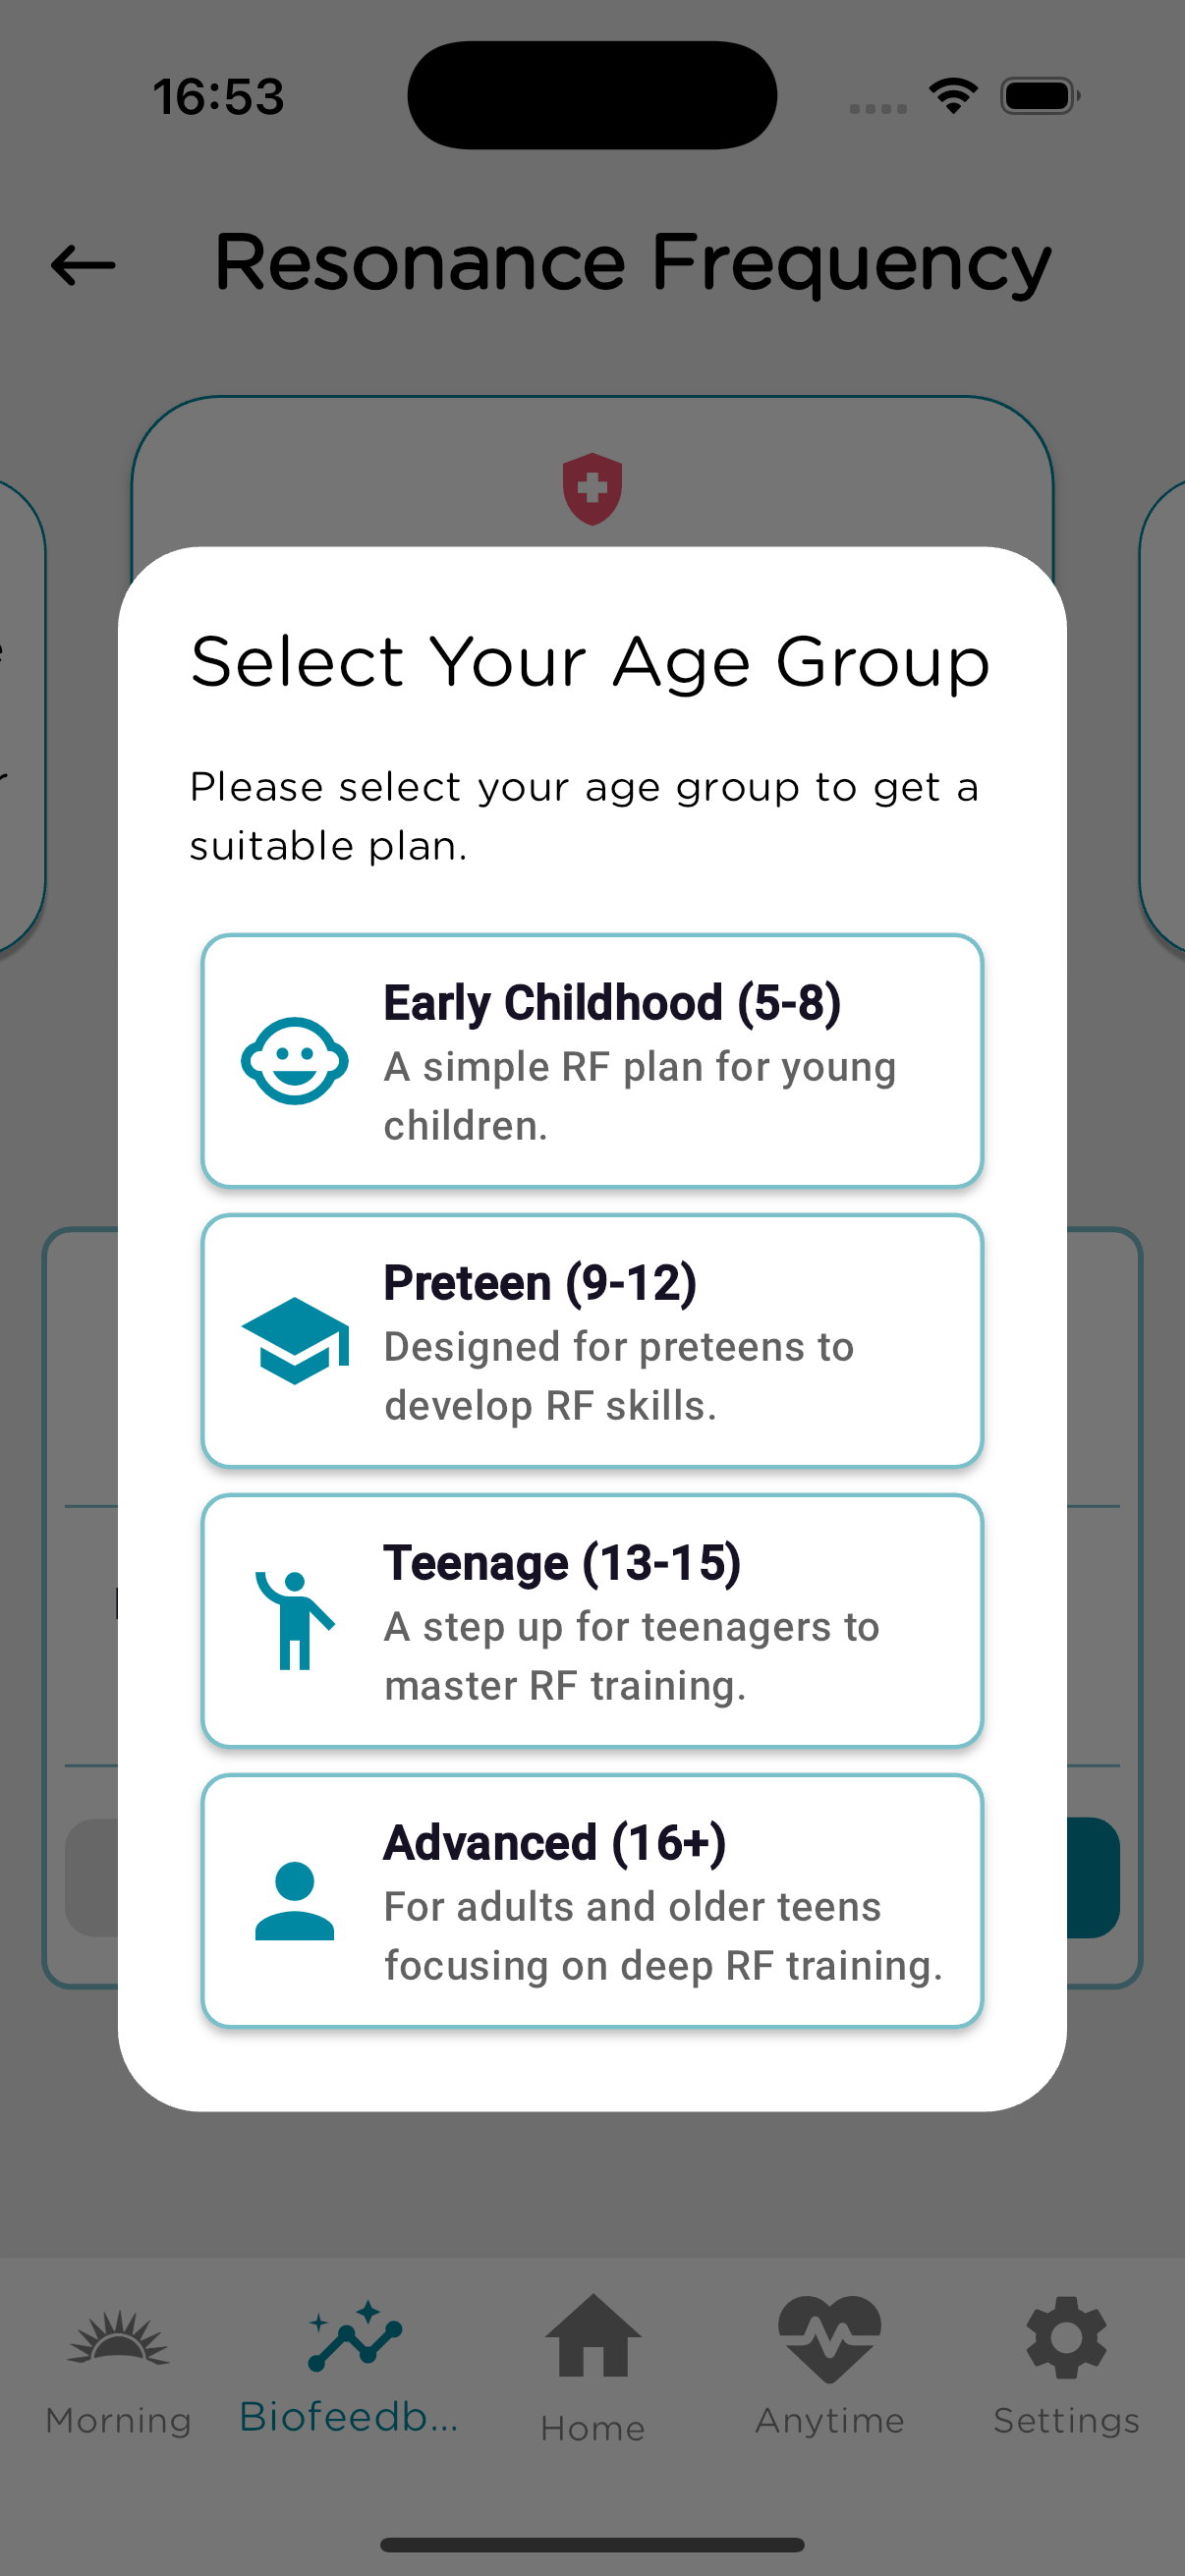 16:53
Resonance Frequency
Select Your Age Group
Please select your age group to get a
suitable plan.
Early Childhood (5-8)
A simple RF plan for young
children.
Preteen (9-12)
Designed for preteens to
develop RF skills.
Teenage (13-15)
A step up for teenagers to
master RF training.
Advanced (16+)
For adults and older teens
focusing on deep RF training.
Morning
Biofeedb...
Home
Anytime
Settings